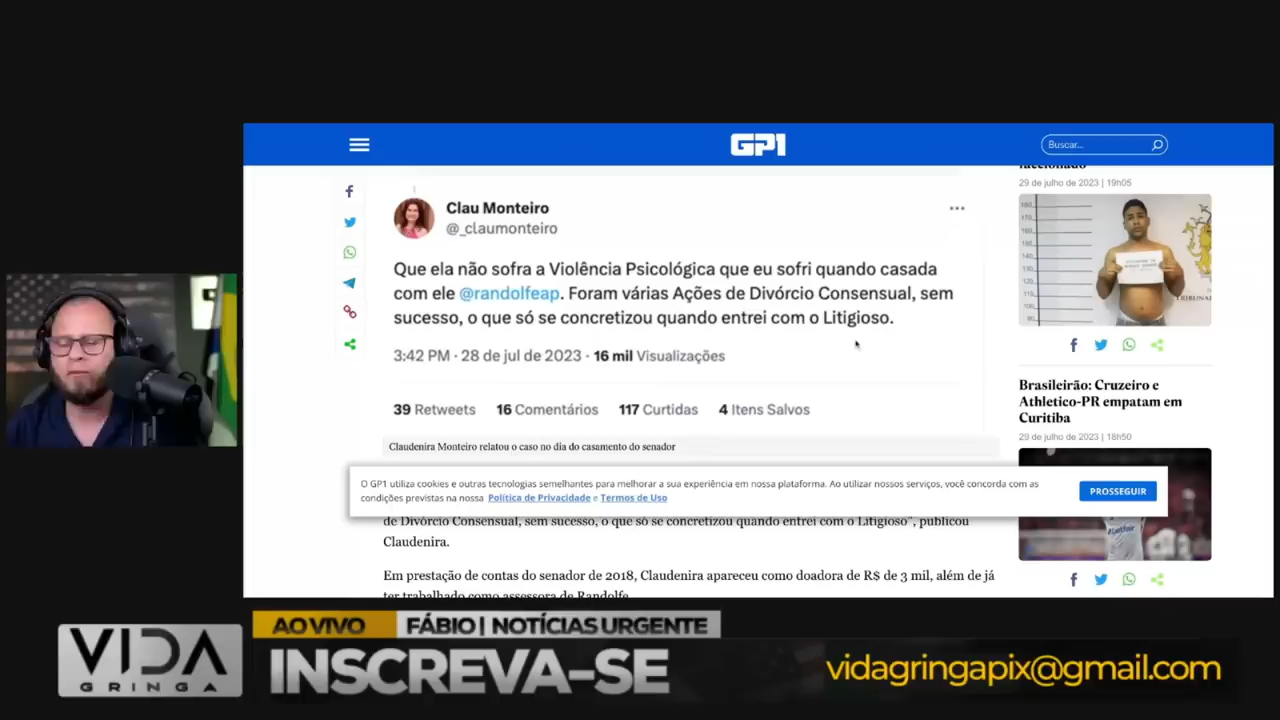 GP1
Buscar...
faccionado
29 de julho de 2023 | 19h05
Clau Monteiro
@_claumonteiro
Que ela não sofra a Violência Psicológica que eu sofri quando casada
com ele @randolfeap. Foram várias Ações de Divórcio Consensual, sem
sucesso, o que só se concretizou quando entrei com o Litigioso.
3:42 PM · 28 de jul de 2023 · 16 mil Visualizações
39 Retweets 16 Comentários 117 Curtidas 4 Itens Salvos
Claudenira Monteiro relatou o caso no dia do casamento do senador
Brasileirão: Cruzeiro e
Athletico-PR empatam em
Curitiba
29 de julho de 2023 | 18h50
O GP1 utiliza cookies e outras tecnologias semelhantes para melhorar a sua experiência em nossa plataforma. Ao utilizar nossos serviços, você concorda com as
condições previstas na nossa Política de Privacidade e Termos de Uso
PROSSEGUIR
de Divórcio Consensual, sem sucesso, o que só se concretizou quando entrei com o Litigioso", publicou
Claudenira.
Em prestação de contas do senador de 2018, Claudenira apareceu como doadora de R$ de 3 mil, além de já
ter trabalhado como assessora de Randolfe.
Betfair
VIDA
GRINGA
AO VIVO FÁBIO | NOTÍCIAS URGENTE
INSCREVA-SE
vidagringapix@gmail.com